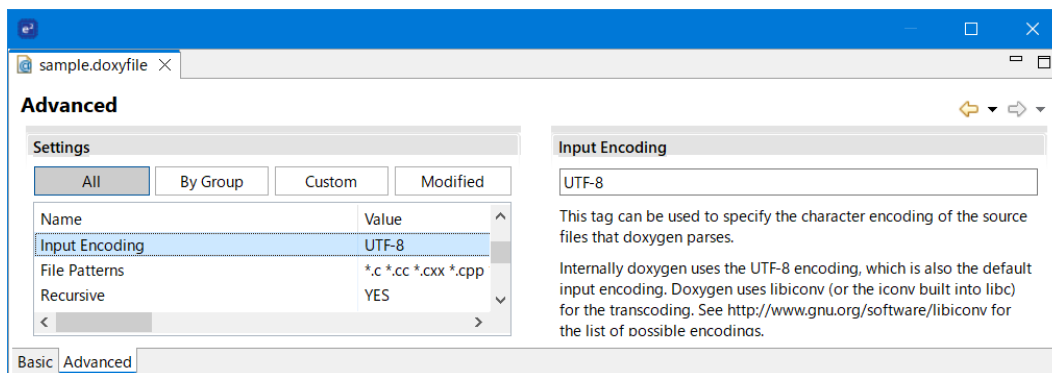 e²
sample.doxyfile
Advanced
Settings
All By Group Custom Modified
Name Value
Input Encoding UTF-8
File Patterns *.c *.cc *.cxx *.cpp
Recursive YES
Input Encoding
UTF-8
This tag can be used to specify the character encoding of the source
files that doxygen parses.
Internally doxygen uses the UTF-8 encoding, which is also the default
input encoding. Doxygen uses libiconv (or the iconv built into libc)
for the transcoding. See http://www.gnu.org/software/libiconv for
the list of possible encodings.
Basic Advanced